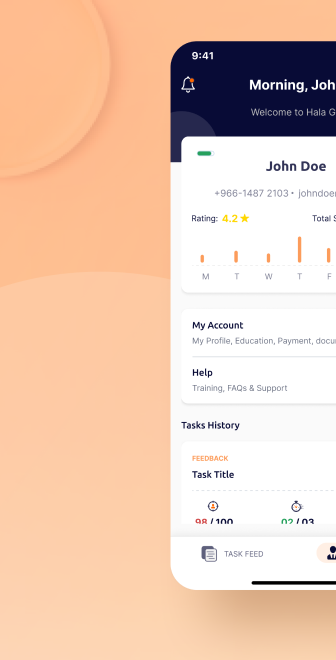 9:41
Morning, Joh
Welcome to Hala G
John Doe
+966-1487 2103 • johndoe
Rating: 4.2 Total S
M T W T F
My Account
My Profile, Education, Payment, docu
Help
Training, FAQs & Support
Tasks History
FEEDBACK
Task Title
98 / 100 02 / 03
TASK FEED